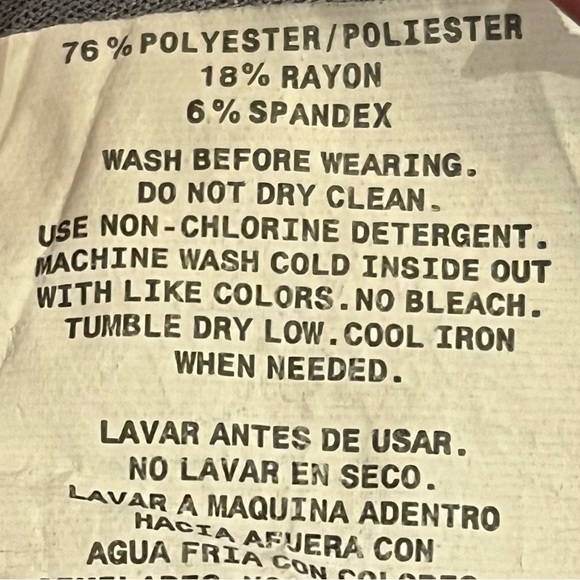 76% POLYESTER/POLIESTER
18% RAYON
6% SPANDEX
WASH BEFORE WEARING.
DO NOT DRY CLEAN.
USE NON-CHLORINE DETERGENT.
MACHINE WASH COLD INSIDE OUT
WITH LIKE COLORS. NO BLEACH.
TUMBLE DRY LOW. COOL IRON
WHEN NEEDED.
LAVAR ANTES DE USAR.
NO LAVAR EN SECO.
LAVAR A MAQUINA ADENTRO
HACIA AFUERA CON
AGUA FRIA CON